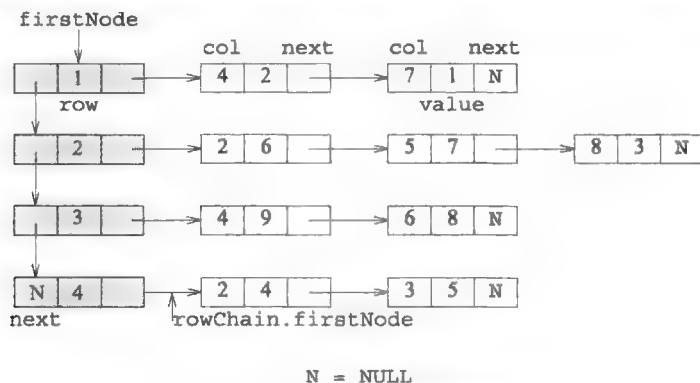 firstNode
col next col next
1 4 2 7 1 N
row value
2 2 6 5 7 8 3 N
3 4 9 6 8 N
N 4 2 4 3 5 N
next rowChain.firstNode
N = NULL